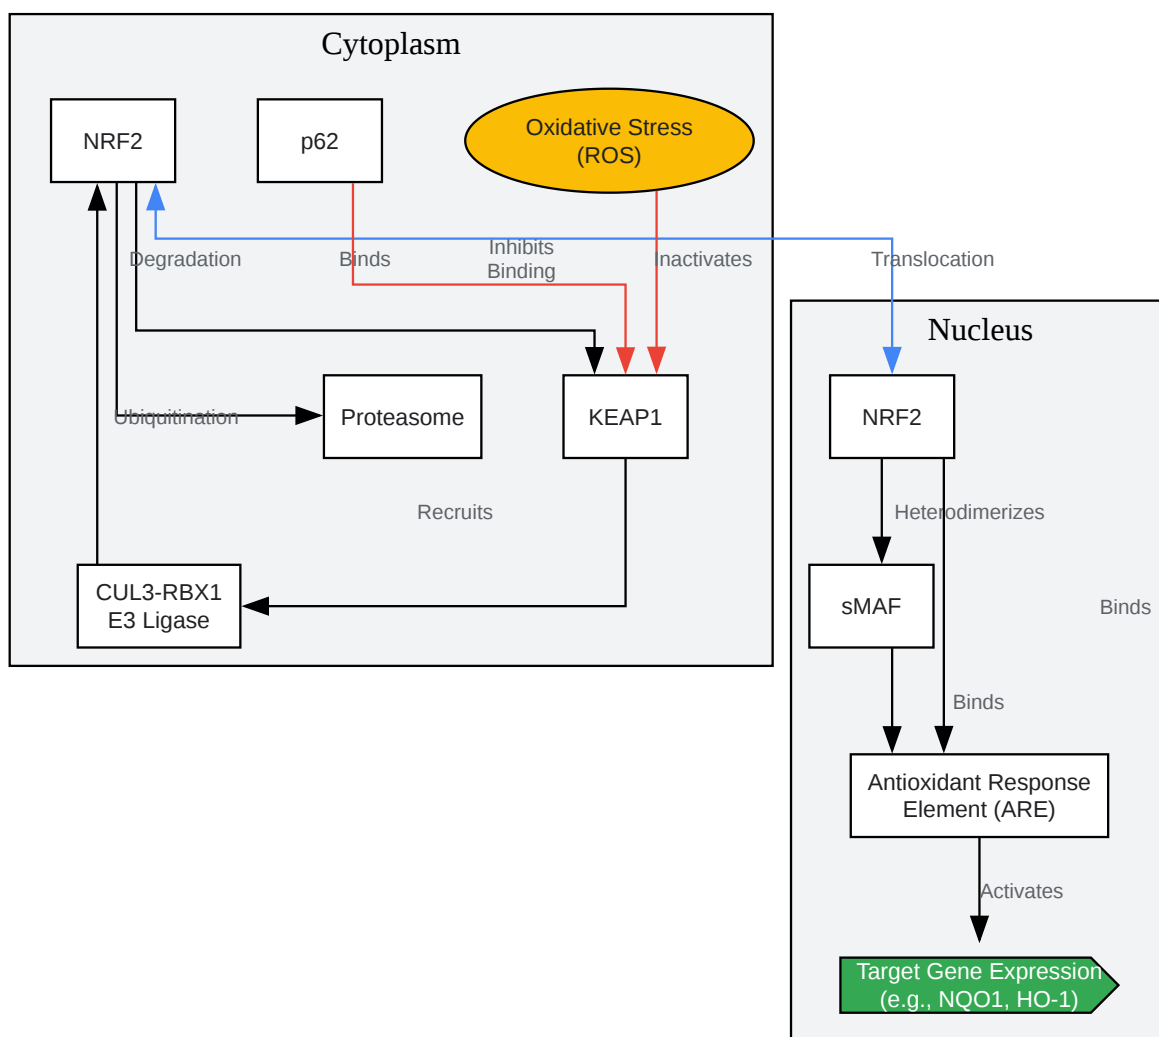 Cytoplasm
NRF2
p62
Oxidative Stress
(ROS)
Degradation
Binds
Inhibits
Binding
Inactivates
Translocation
Nucleus
Ubiquitination
Proteasome
KEAP1
NRF2
Recruits
Heterodimerizes
CUL3-RBX1
E3 Ligase
sMAF
Binds
Binds
Antioxidant Response
Element (ARE)
Activates
Target Gene Expression
(e.g., NQO1, HO-1)